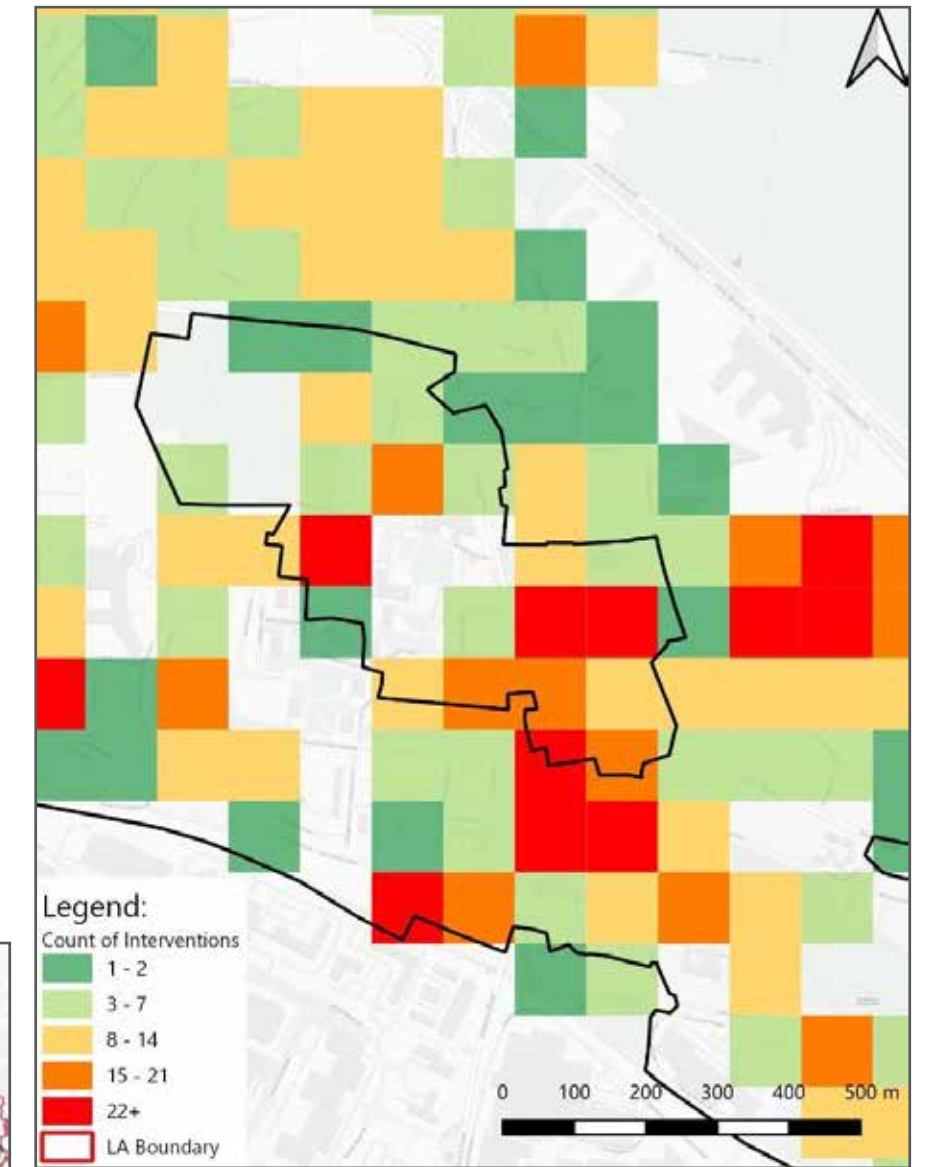 Legend:
Count of Interventions
1 - 2
3 - 7
8 - 14
15 - 21
22+
LA Boundary
0 100 200 300 400 500 m